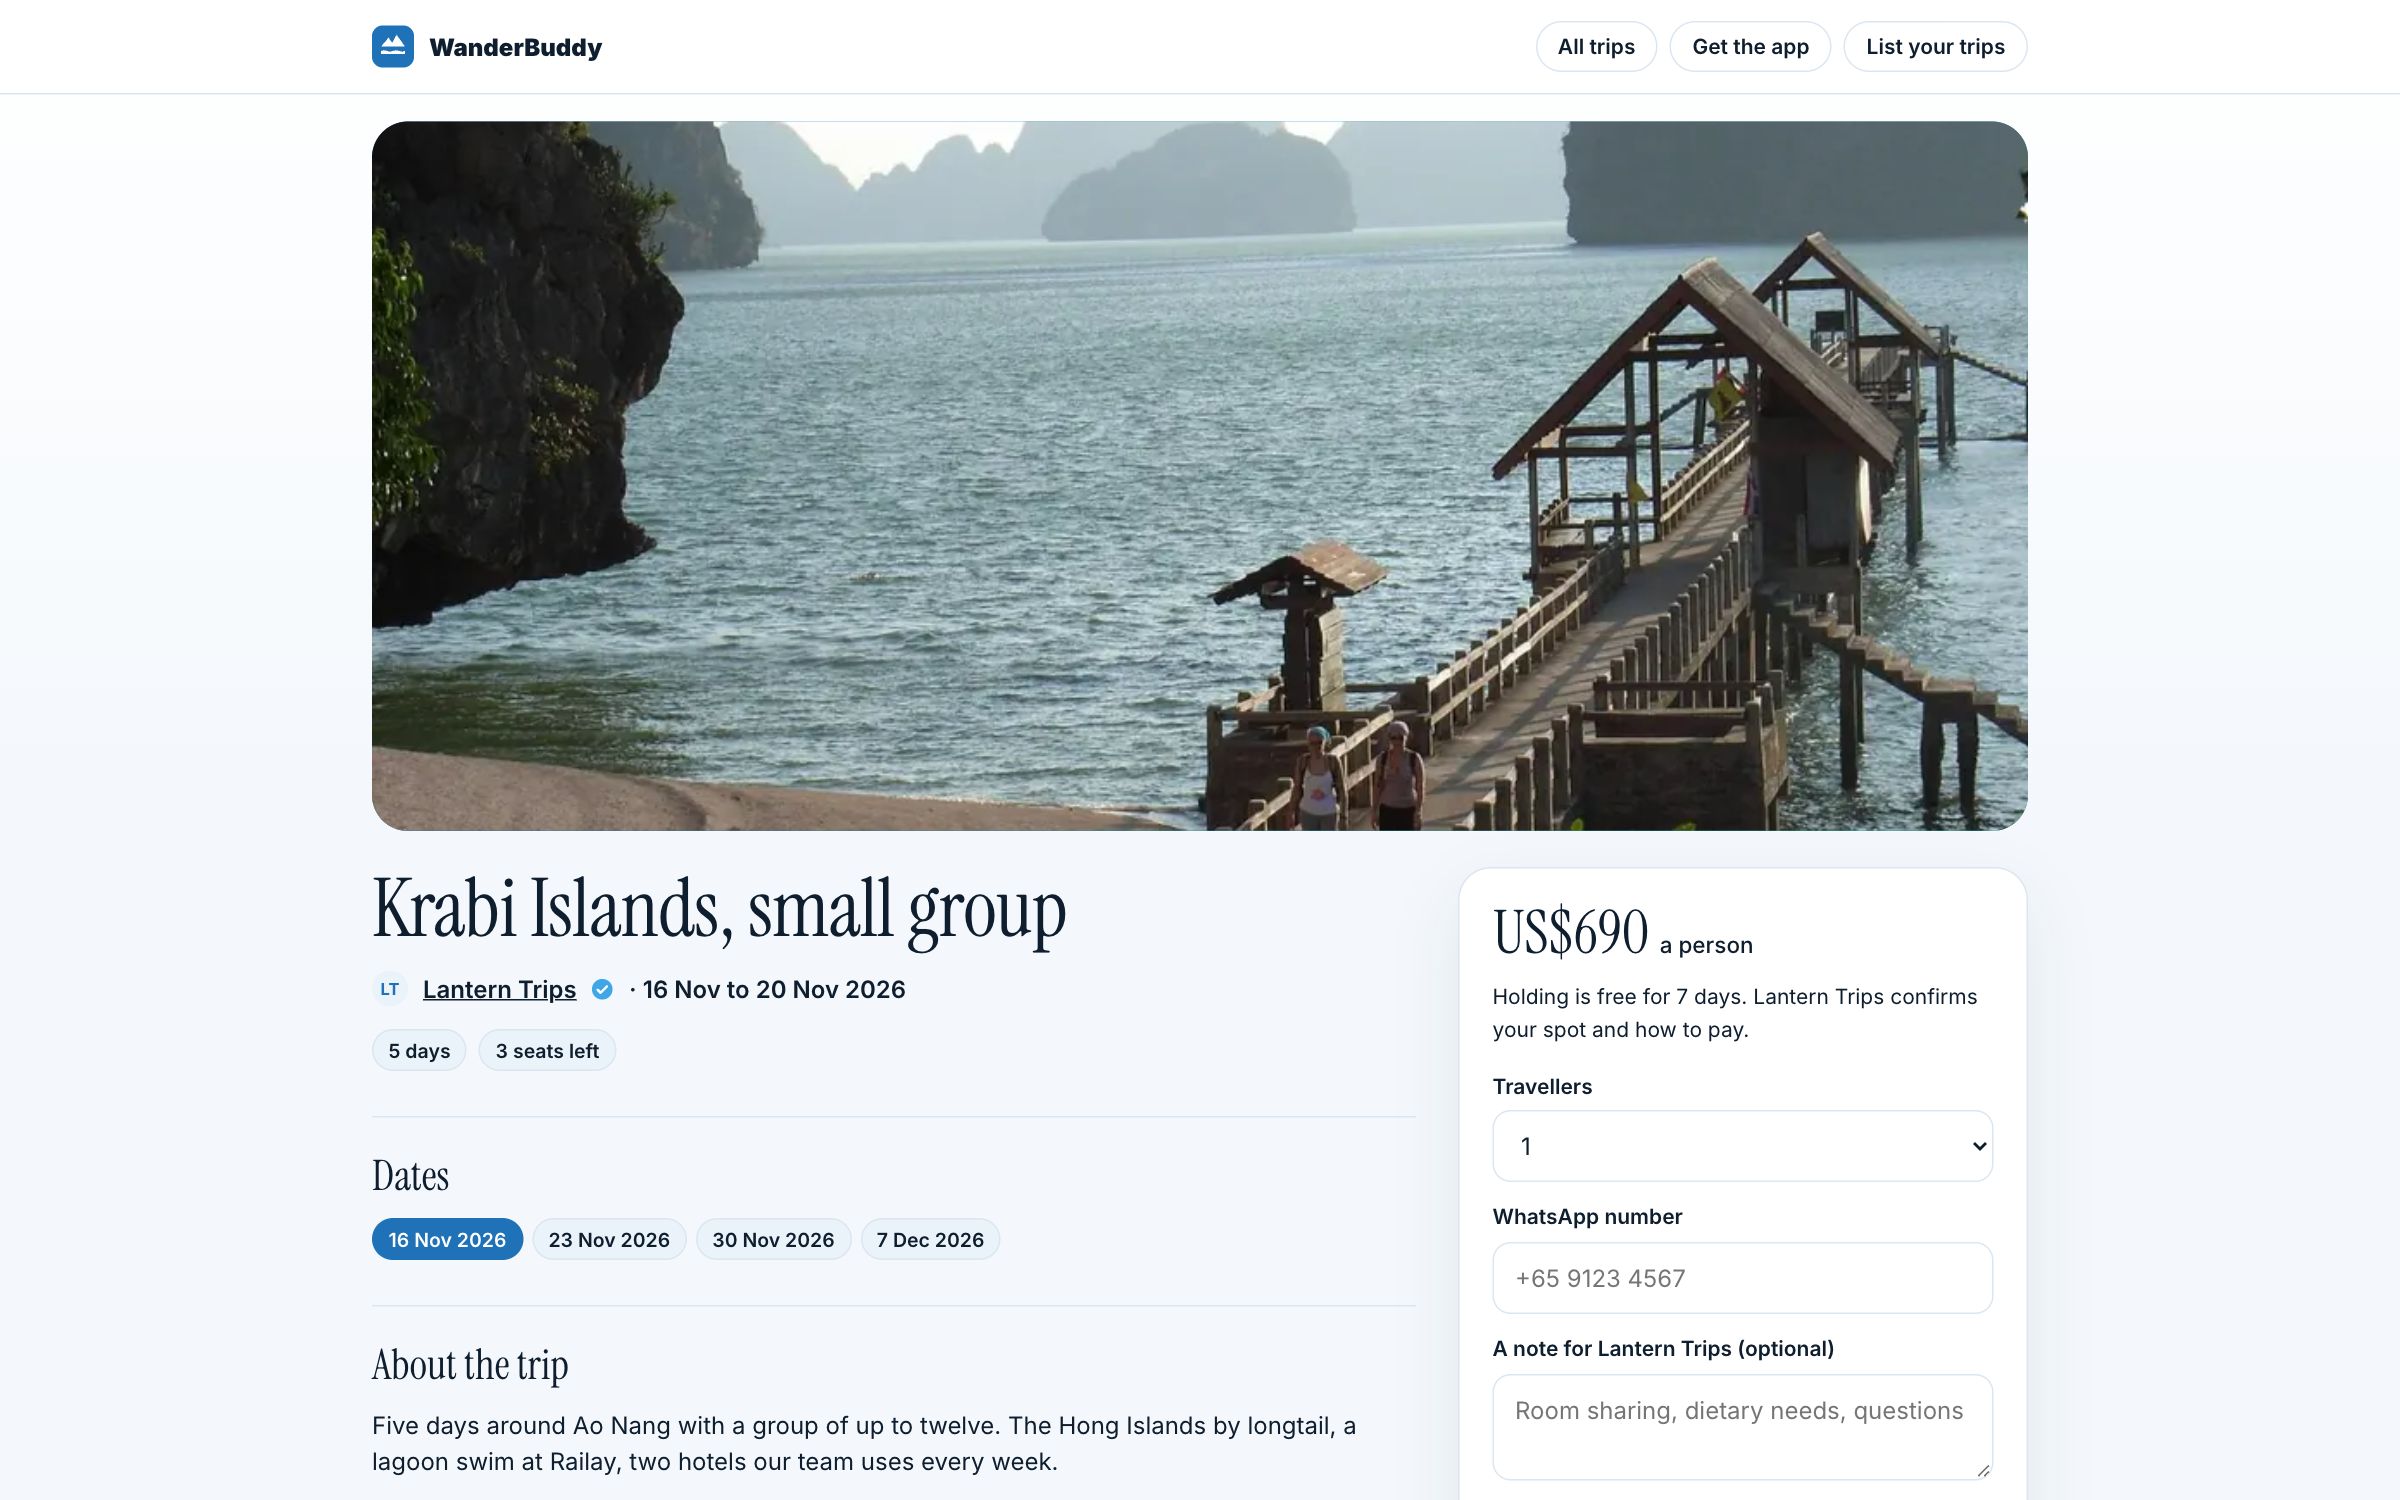 WanderBuddy
All trips
Get the app
List your trips
Krabi Islands, small group
LT Lantern Trips · 16 Nov to 20 Nov 2026
5 days
3 seats left
Dates
16 Nov 2026
23 Nov 2026
30 Nov 2026
7 Dec 2026
About the trip
Five days around Ao Nang with a group of up to twelve. The Hong Islands by longtail, a
lagoon swim at Railay, two hotels our team uses every week.
US$690 a person
Holding is free for 7 days. Lantern Trips confirms
your spot and how to pay.
Travellers
1
WhatsApp number
+65 9123 4567
A note for Lantern Trips (optional)
Room sharing, dietary needs, questions